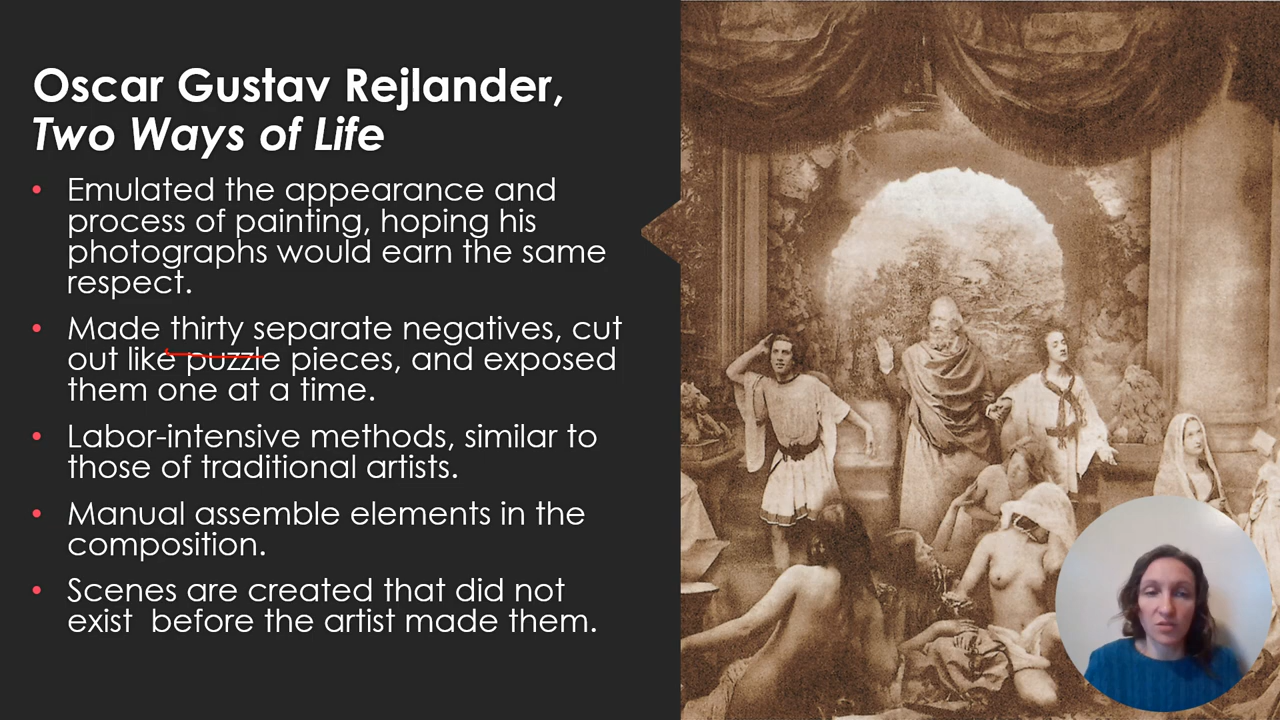 Oscar Gustav Rejlander,
Two Ways of Life
• Emulated the appearance and
process of painting, hoping his
photographs would earn the same
respect.
• Made thirty separate negatives, cut
out like puzzle pieces, and exposed
them one at a time.
• Labor-intensive methods, similar to
those of traditional artists.
• Manual assemble elements in the
composition.
• Scenes are created that did not
exist  before the artist made them.